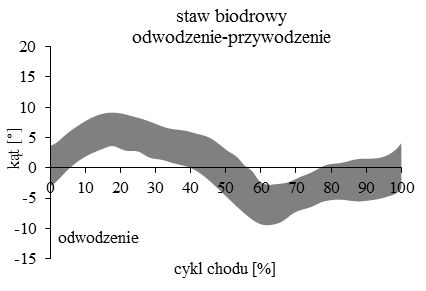 staw biodrowy
odwodzenie-przywodzenie
20
15
10
5
0
-5
-10
-15
kąt [°]
0 10 20 30 40 50 60 70 80 90 100
odwodzenie
cykl chodu [%]